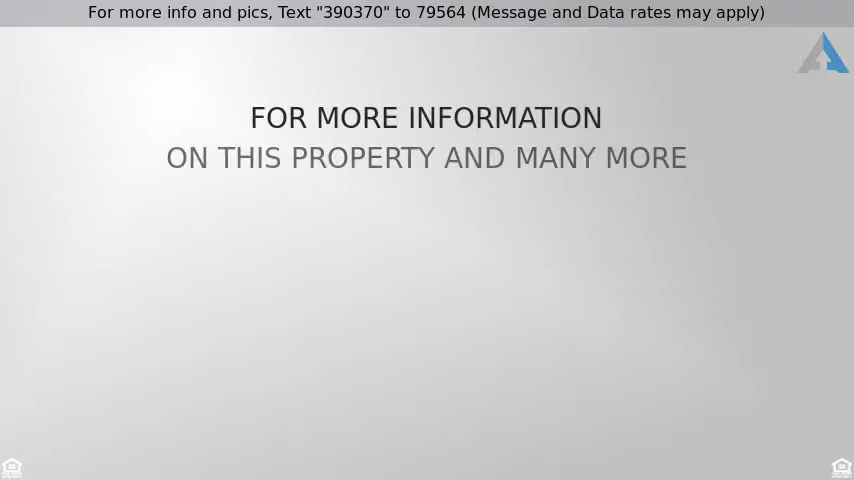 For more info and pics, Text "390370" to 79564 (Message and Data rates may apply)
FOR MORE INFORMATION
ON THIS PROPERTY AND MANY MORE